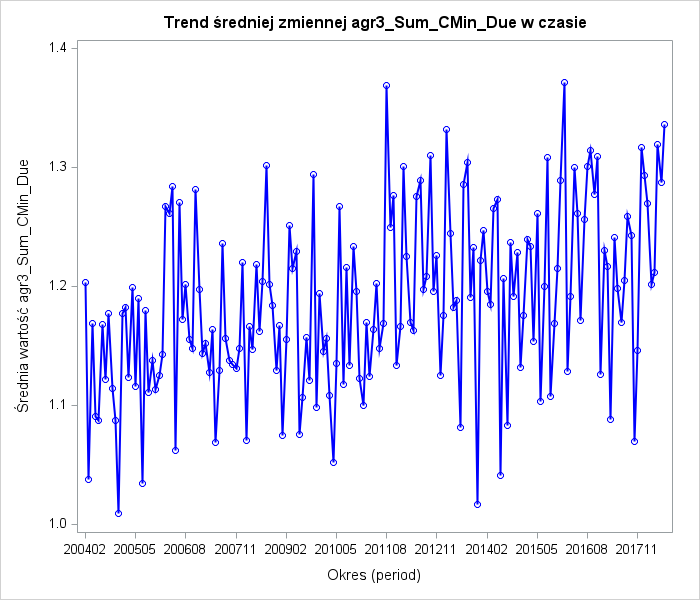 Trend średniej zmiennej agr3_Sum_CMin_Due w czasie
1.4
1.3
1.2
1.1
1.0
Średnia wartość agr3_Sum_CMin_Due
200402 200505 200608 200711 200902 201005 201108 201211 201402 201505 201608 201711
Okres (period)